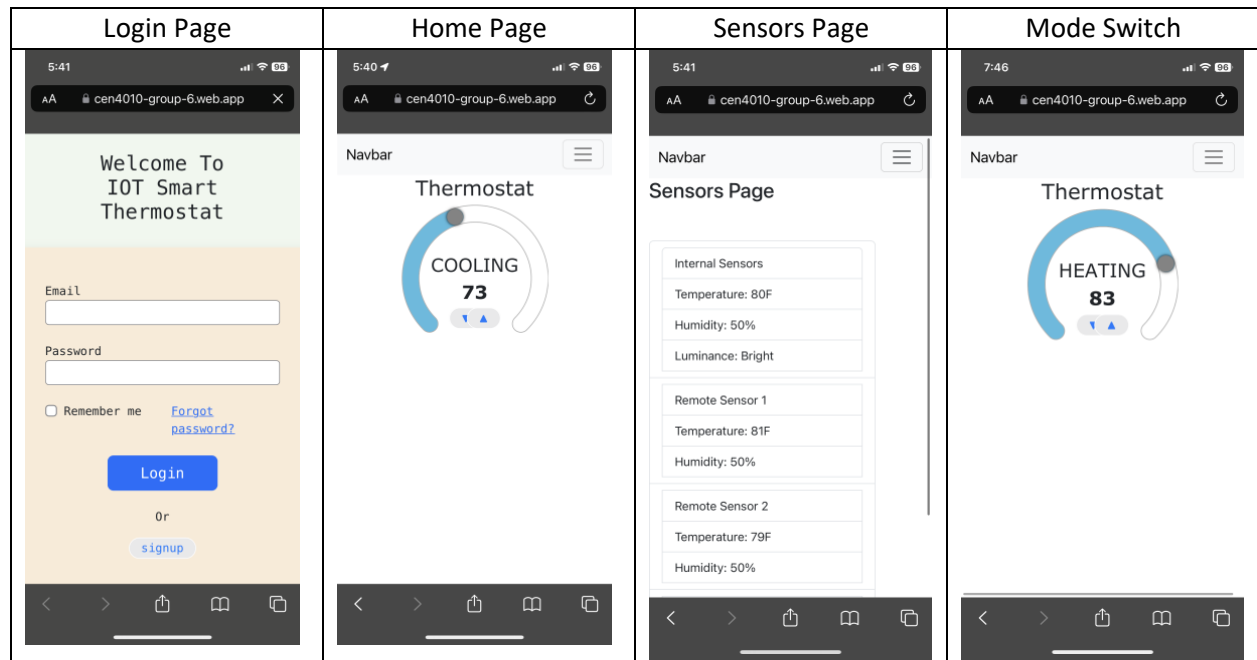 Login Page
5:41
96
AA cen4010-group-6.web.app
Welcome To
IOT Smart
Thermostat
Email
Password
Remember me Forgot
password?
Login
Or
signup
Home Page
5:40
96
AA cen4010-group-6.web.app
Navbar
Thermostat
COOLING
73
Sensors Page
5:41
96
AA cen4010-group-6.web.app
Navbar
Sensors Page
Internal Sensors
Temperature: 80F
Humidity: 50%
Luminance: Bright
Remote Sensor 1
Temperature: 81F
Humidity: 50%
Remote Sensor 2
Temperature: 79F
Humidity: 50%
Mode Switch
7:46
96
AA cen4010-group-6.web.app
Navbar
Thermostat
HEATING
83